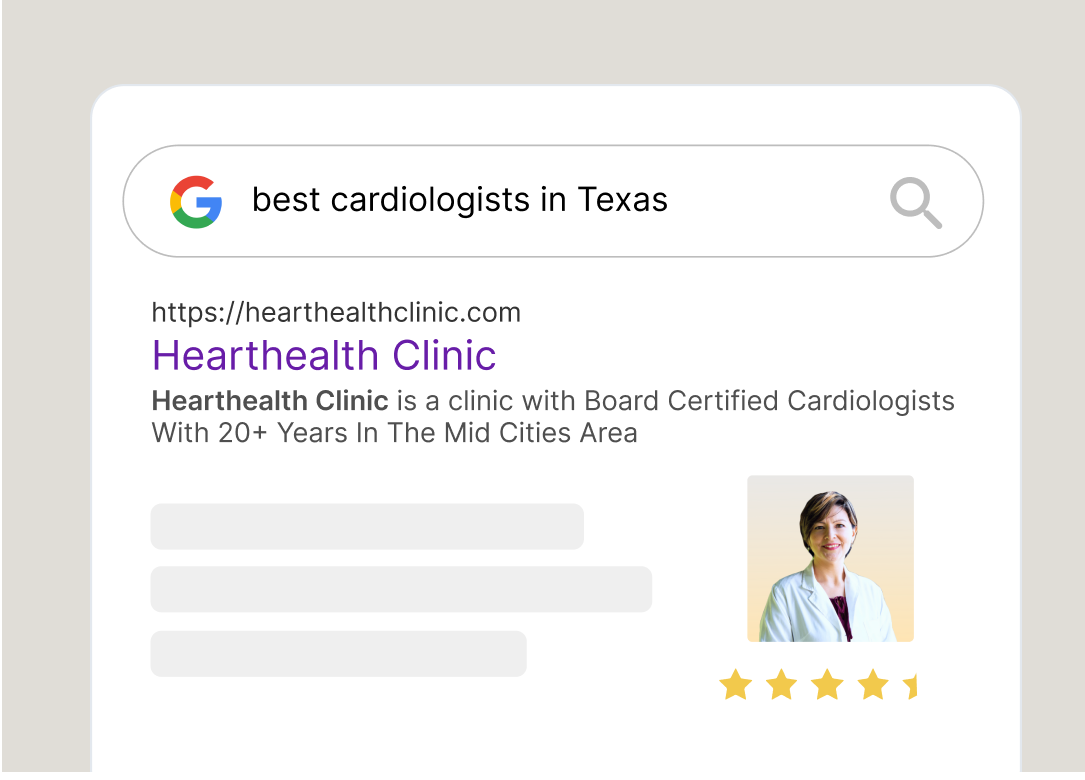 best cardiologists in Texas
https://hearthealthclinic.com
Hearthealth Clinic
Hearthealth Clinic is a clinic with Board Certified Cardiologists
With 20+ Years In The Mid Cities Area